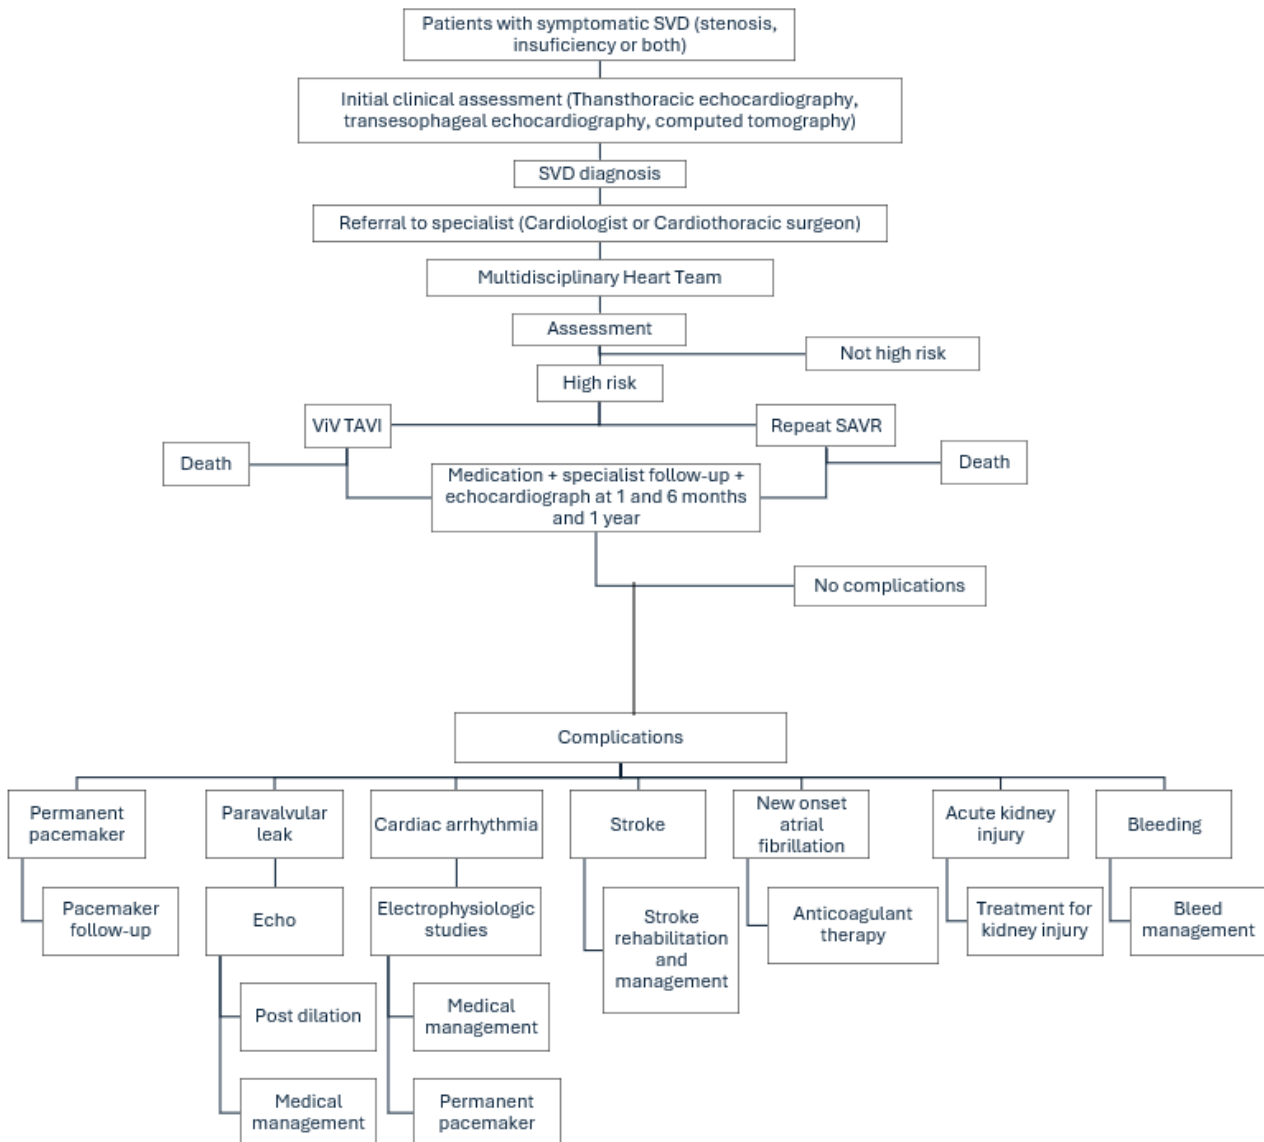 Patients with symptomatic SVD (stenosis,
insuficiency or both)
Initial clinical assessment (Thansthoracic echocardiography,
transesophageal echocardiography, computed tomography)
SVD diagnosis
Referral to specialist (Cardiologist or Cardiothoracic surgeon)
Multidisciplinary Heart Team
Assessment
Not high risk
High risk
ViV TAVI
Repeat SAVR
Death
Death
Medication + specialist follow-up +
echocardiograph at 1 and 6 months
and 1 year
No complications
Complications
Permanent
pacemaker
Pacemaker
follow-up
Paravalvular
leak
Echo
Post dilation
Medical
management
Cardiac arrhythmia
Electrophysiologic
studies
Medical
management
Permanent
pacemaker
Stroke
Stroke
rehabilitation
and
management
New onset
atrial
fibrillation
Anticoagulant
therapy
Acute kidney
injury
Treatment for
kidney injury
Bleeding
Bleed
management